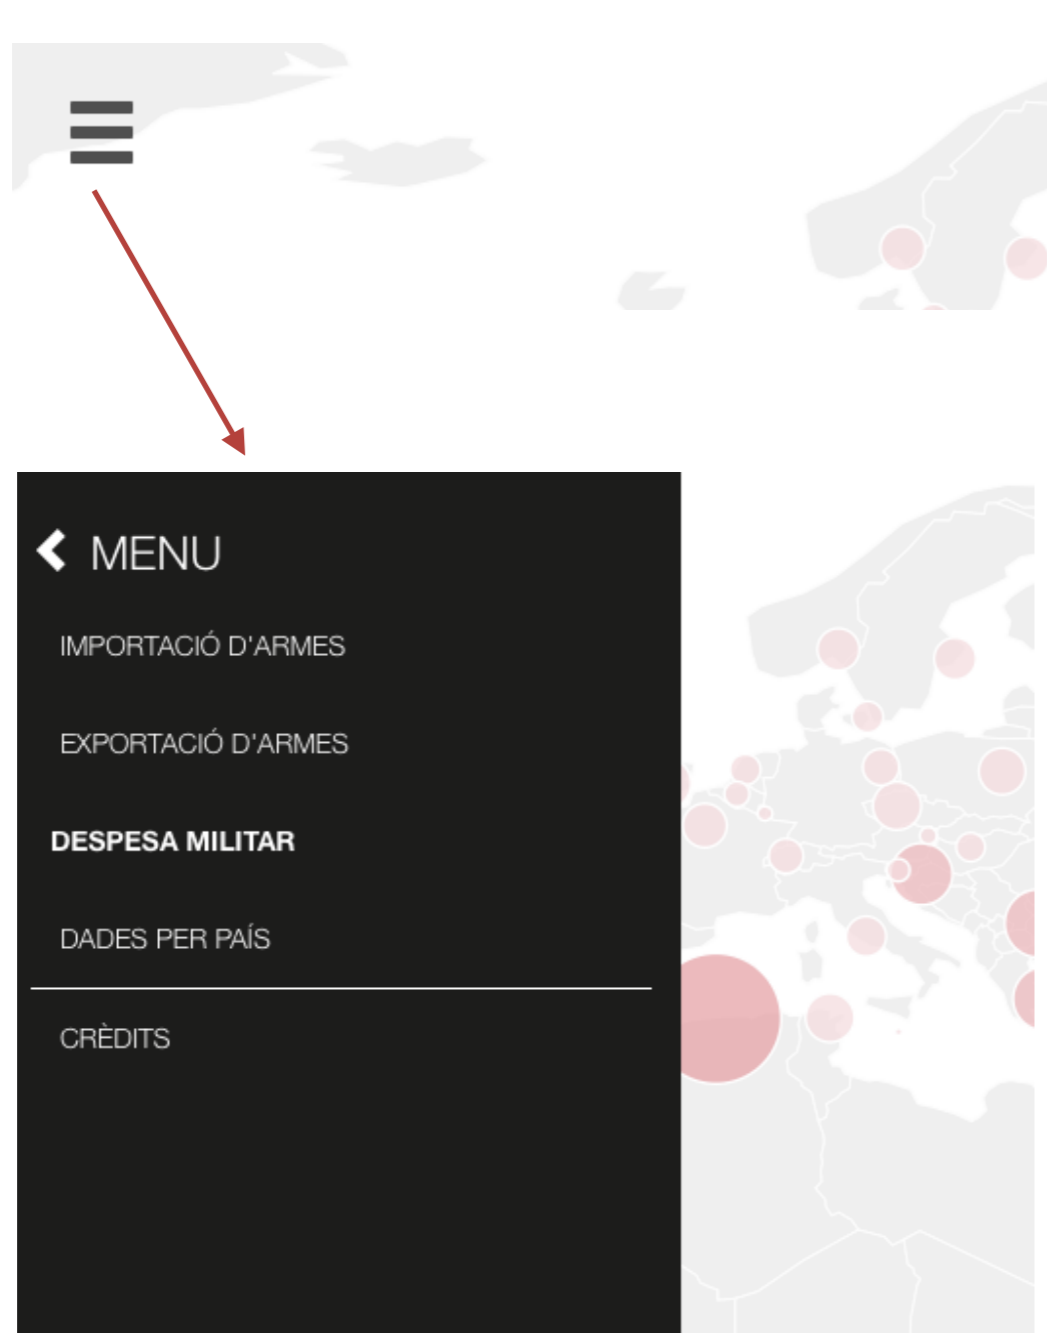 MENU
IMPORTACIÓ D'ARMES
EXPORTACIÓ D'ARMES
DESPESA MILITAR
DADES PER PAÍS
CRÈDITS